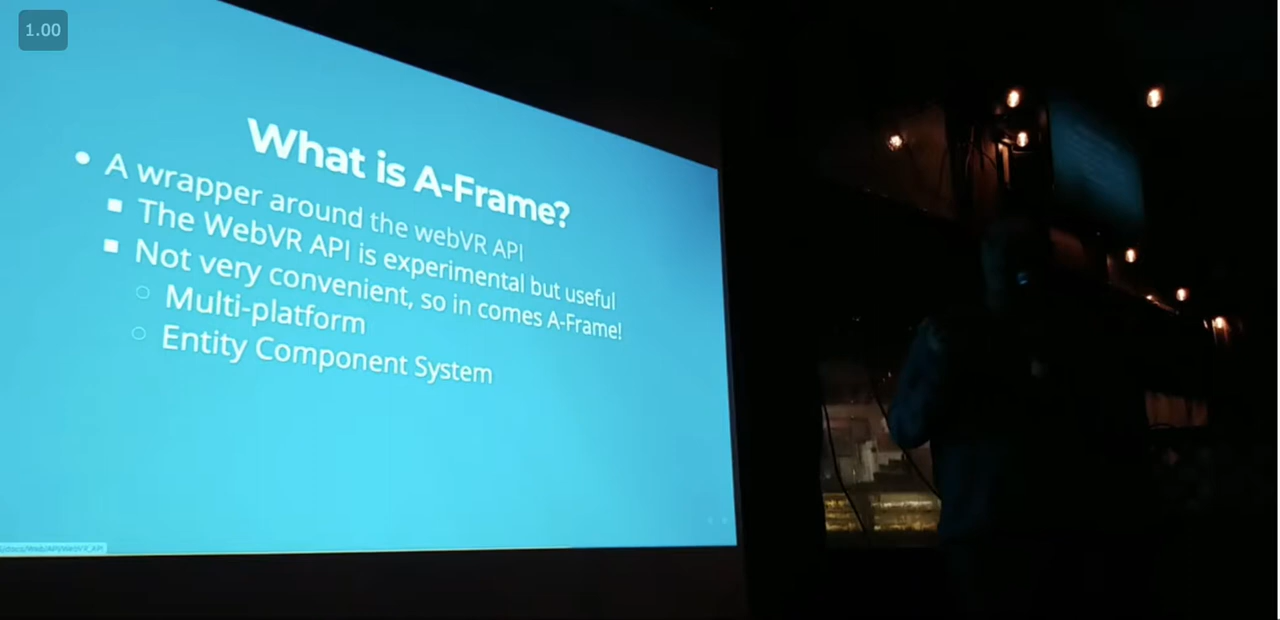 1.00
What is A-Frame?
A wrapper around the webVR API
The WebVR API is experimental but useful
Not very convenient, so in comes A-Frame!
Multi-platform
Entity Component System